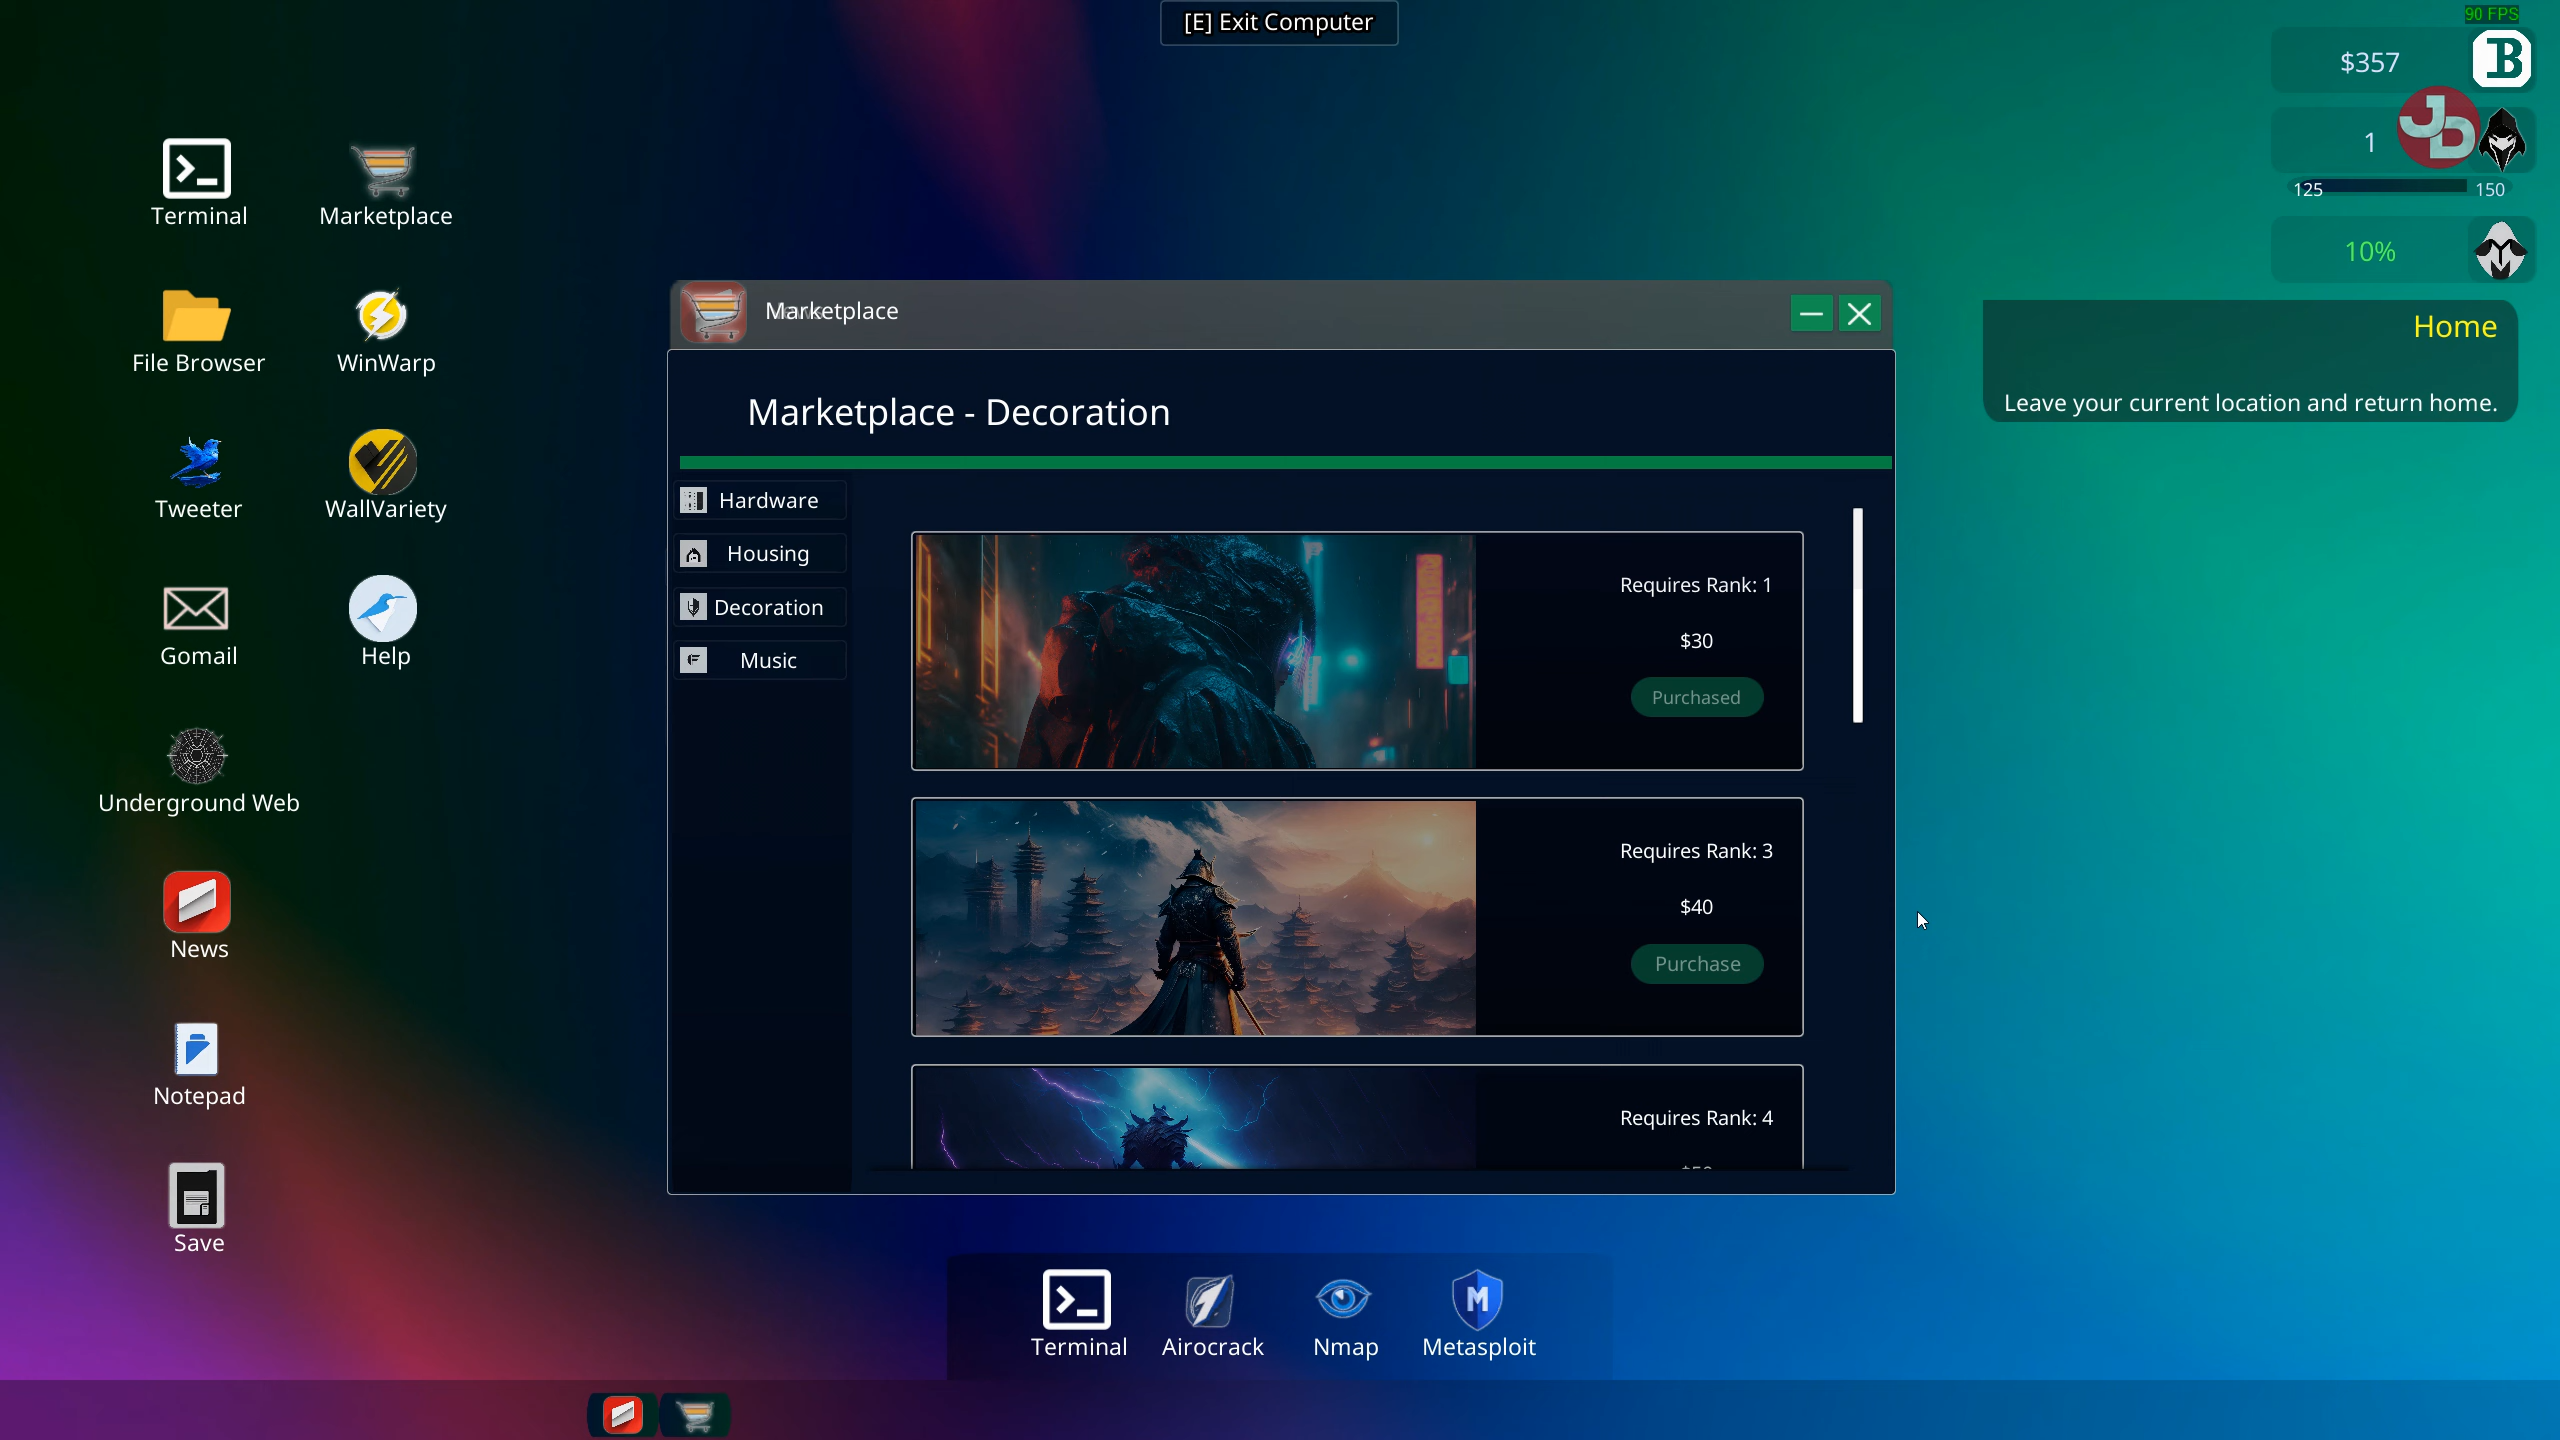 [E] Exit Computer
90 FPS
$357
B
1
JD
125
150
10%
Home
Leave your current location and return home.
Terminal
Marketplace
File Browser
WinWarp
Tweeter
WallVariety
Gomail
Help
Underground Web
News
Notepad
Save
Marketplace
Marketplace - Decoration
Hardware
Housing
Decoration
Music
Requires Rank: 1
$30
Purchased
Requires Rank: 3
$40
Purchase
Requires Rank: 4
Terminal
Airocrack
Nmap
M
Metasploit